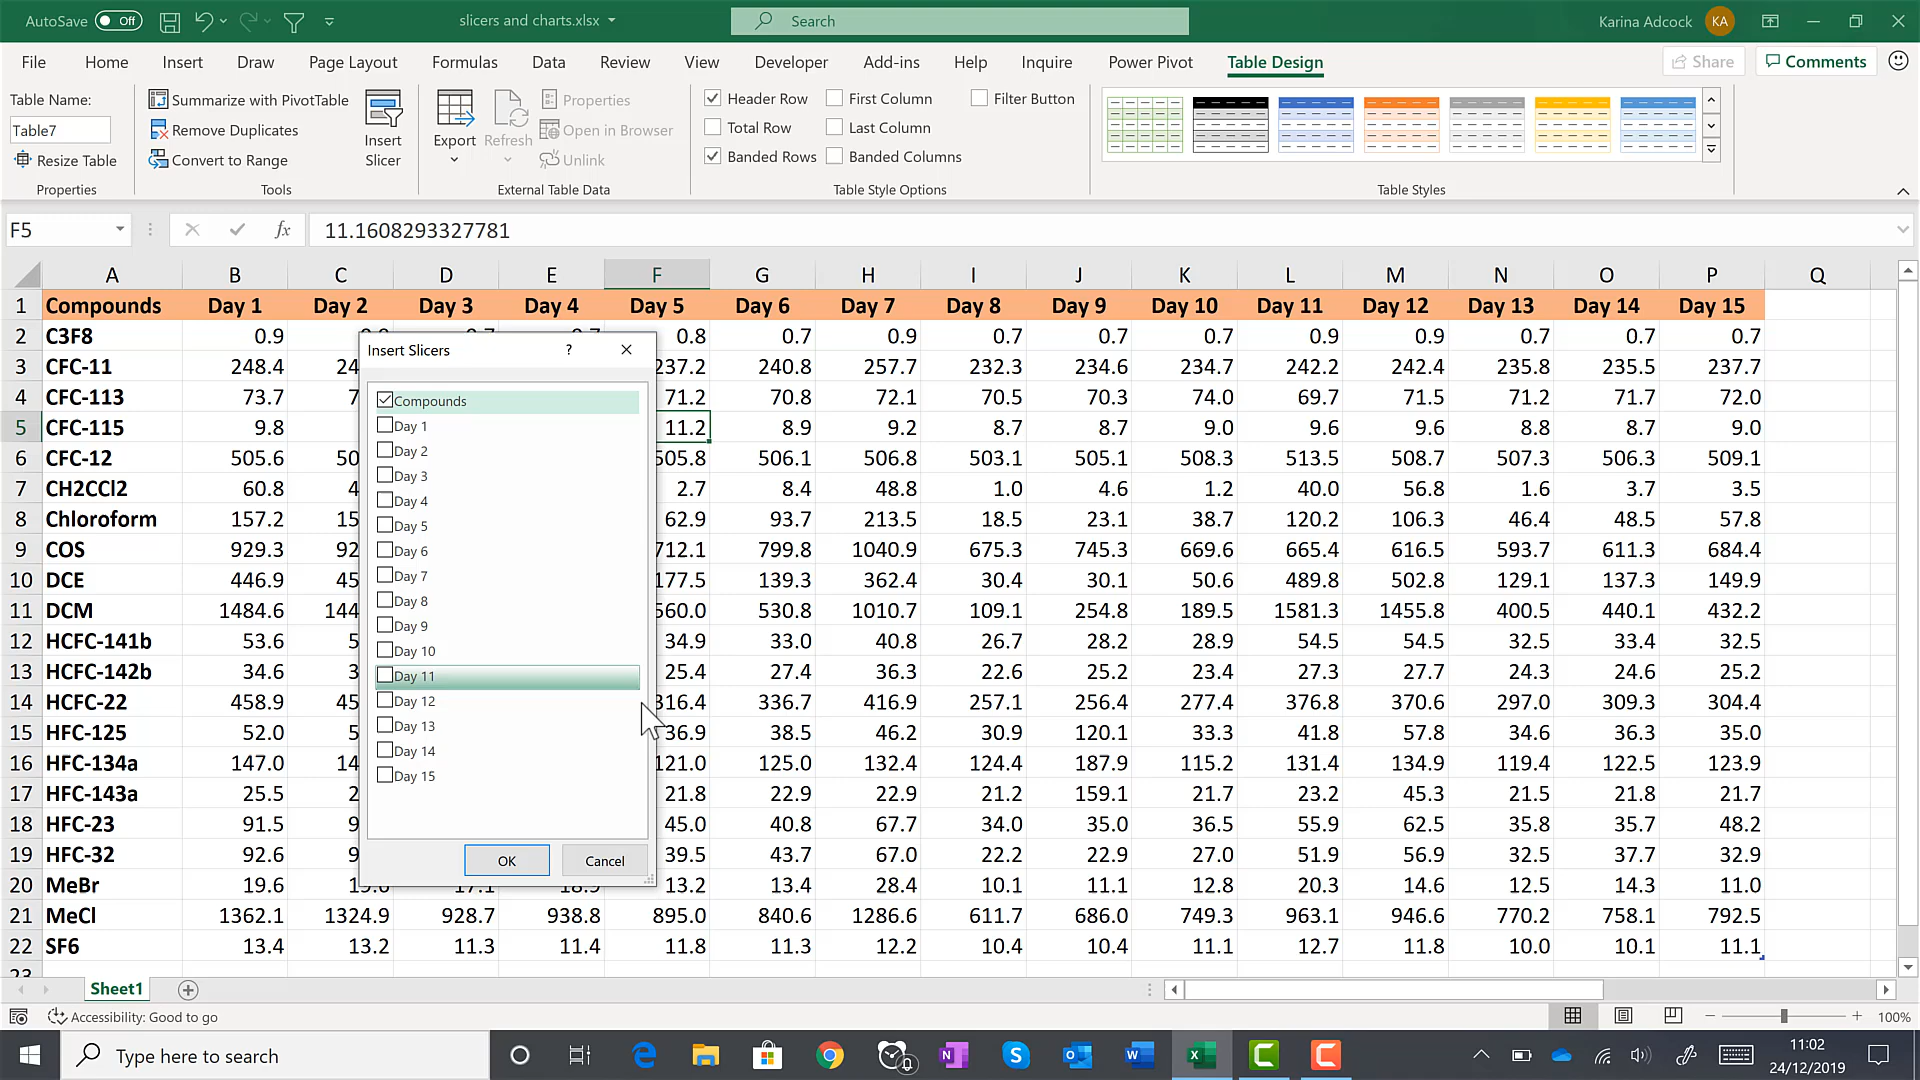 AutoSave Off slicers and charts.xlsx Search Karina Adcock KA
File Home Insert Draw Page Layout Formulas Data Review View Developer Add-ins Help Inquire Power Pivot Table Design Share Comments
Table Name:
Table7
Resize Table
Properties
Summarize with PivotTable
Remove Duplicates
Convert to Range
Insert
Slicer
Tools
Export
Refresh
Properties
Open in Browser
Unlink
External Table Data
Header Row First Column Filter Button
Total Row Last Column
Banded Rows Banded Columns
Table Style Options
Table Styles
F5 fx 11.1608293327781
A B C D E F G H I J K L M N O P Q
1 Compounds Day 1 Day 2 Day 3 Day 4 Day 5 Day 6 Day 7 Day 8 Day 9 Day 10 Day 11 Day 12 Day 13 Day 14 Day 15
2 C3F8 0.9 0.8 0.7 0.9 0.7 0.7 0.7 0.9 0.9 0.7 0.7 0.7
3 CFC-11 248.4 24 237.2 240.8 257.7 232.3 234.6 234.7 242.2 242.4 235.8 235.5 237.7
4 CFC-113 73.7 7 71.2 70.8 72.1 70.5 70.3 74.0 69.7 71.5 71.2 71.7 72.0
5 CFC-115 9.8 11.2 8.9 9.2 8.7 8.7 9.0 9.6 9.6 8.8 8.7 9.0
6 CFC-12 505.6 50 505.8 506.1 506.8 503.1 505.1 508.3 513.5 508.7 507.3 506.3 509.1
7 CH2CCl2 60.8 4 2.7 8.4 48.8 1.0 4.6 1.2 40.0 56.8 1.6 3.7 3.5
8 Chloroform 157.2 15 62.9 93.7 213.5 18.5 23.1 38.7 120.2 106.3 46.4 48.5 57.8
9 COS 929.3 92 712.1 799.8 1040.9 675.3 745.3 669.6 665.4 616.5 593.7 611.3 684.4
10 DCE 446.9 45 177.5 139.3 362.4 30.4 30.1 50.6 489.8 502.8 129.1 137.3 149.9
11 DCM 1484.6 144 560.0 530.8 1010.7 109.1 254.8 189.5 1581.3 1455.8 400.5 440.1 432.2
12 HCFC-141b 53.6 5 34.9 33.0 40.8 26.7 28.2 28.9 54.5 54.5 32.5 33.4 32.5
13 HCFC-142b 34.6 3 25.4 27.4 36.3 22.6 25.2 23.4 27.3 27.7 24.3 24.6 25.2
14 HCFC-22 458.9 45 316.4 336.7 416.9 257.1 256.4 277.4 376.8 370.6 297.0 309.3 304.4
15 HFC-125 52.0 5 36.9 38.5 46.2 30.9 120.1 33.3 41.8 57.8 34.6 36.3 35.0
16 HFC-134a 147.0 14 121.0 125.0 132.4 124.4 187.9 115.2 131.4 134.9 119.4 122.5 123.9
17 HFC-143a 25.5 2 21.8 22.9 22.9 21.2 159.1 21.7 23.2 45.3 21.5 21.8 21.7
18 HFC-23 91.5 9 45.0 40.8 67.7 34.0 35.0 36.5 55.9 62.5 35.8 35.7 48.2
19 HFC-32 92.6 9 39.5 43.7 67.0 22.2 22.9 27.0 51.9 56.9 32.5 37.7 32.9
20 MeBr 19.6 13.2 13.4 28.4 10.1 11.1 12.8 20.3 14.6 12.5 14.3 11.0
21 MeCl 1362.1 1324.9 928.7 938.8 895.0 840.6 1286.6 611.7 686.0 749.3 963.1 946.6 770.2 758.1 792.5
22 SF6 13.4 13.2 11.3 11.4 11.8 11.3 12.2 10.4 10.4 11.1 12.7 11.8 10.0 10.1 11.1
Insert Slicers ?
Compounds
Day 1
Day 2
Day 3
Day 4
Day 5
Day 6
Day 7
Day 8
Day 9
Day 10
Day 11
Day 12
Day 13
Day 14
Day 15
OK Cancel
Sheet1
Accessibility: Good to go 100%
Type here to search
11:02
24/12/2019